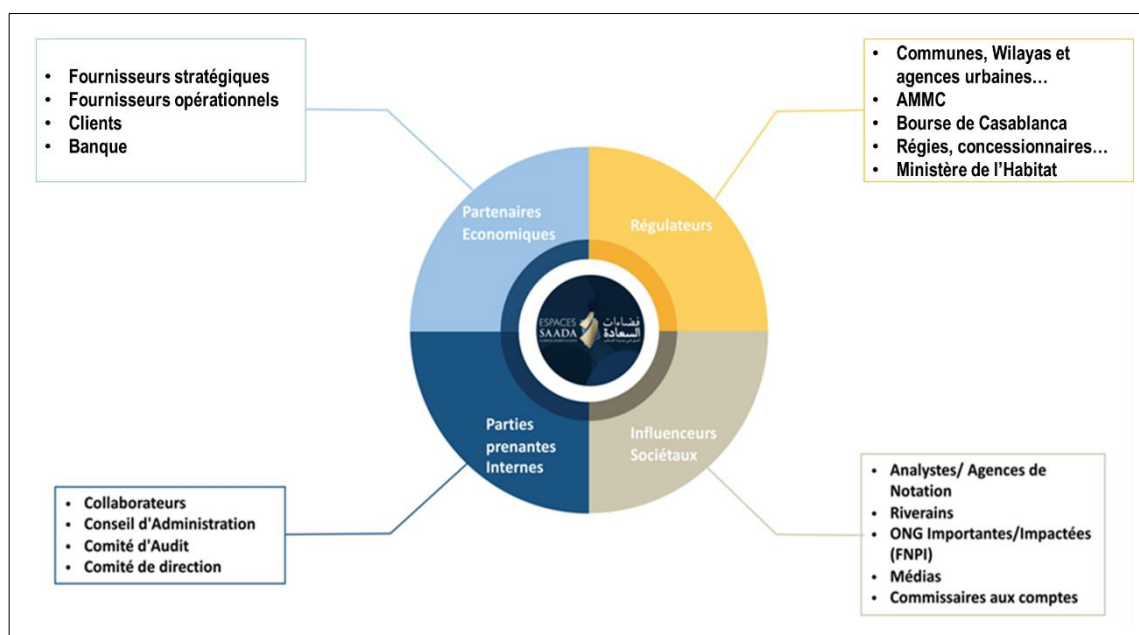 • Fournisseurs stratégiques
• Fournisseurs opérationnels
• Clients
• Banque
• Communes, Wilayas et
agences urbaines…
• AMMC
• Bourse de Casablanca
• Régies, concessionnaires…
• Ministère de l’Habitat
Partenaires
Economiques
Régulateurs
ESPACES
SAADA
فضاءات
السعادة
Parties
prenantes
Internes
Influenceurs
Sociétaux
• Collaborateurs
• Conseil d'Administration
• Comité d'Audit
• Comité de direction
• Analystes/ Agences de
Notation
• Riverains
• ONG Importantes/Impactées
(FNPI)
• Médias
• Commissaires aux comptes